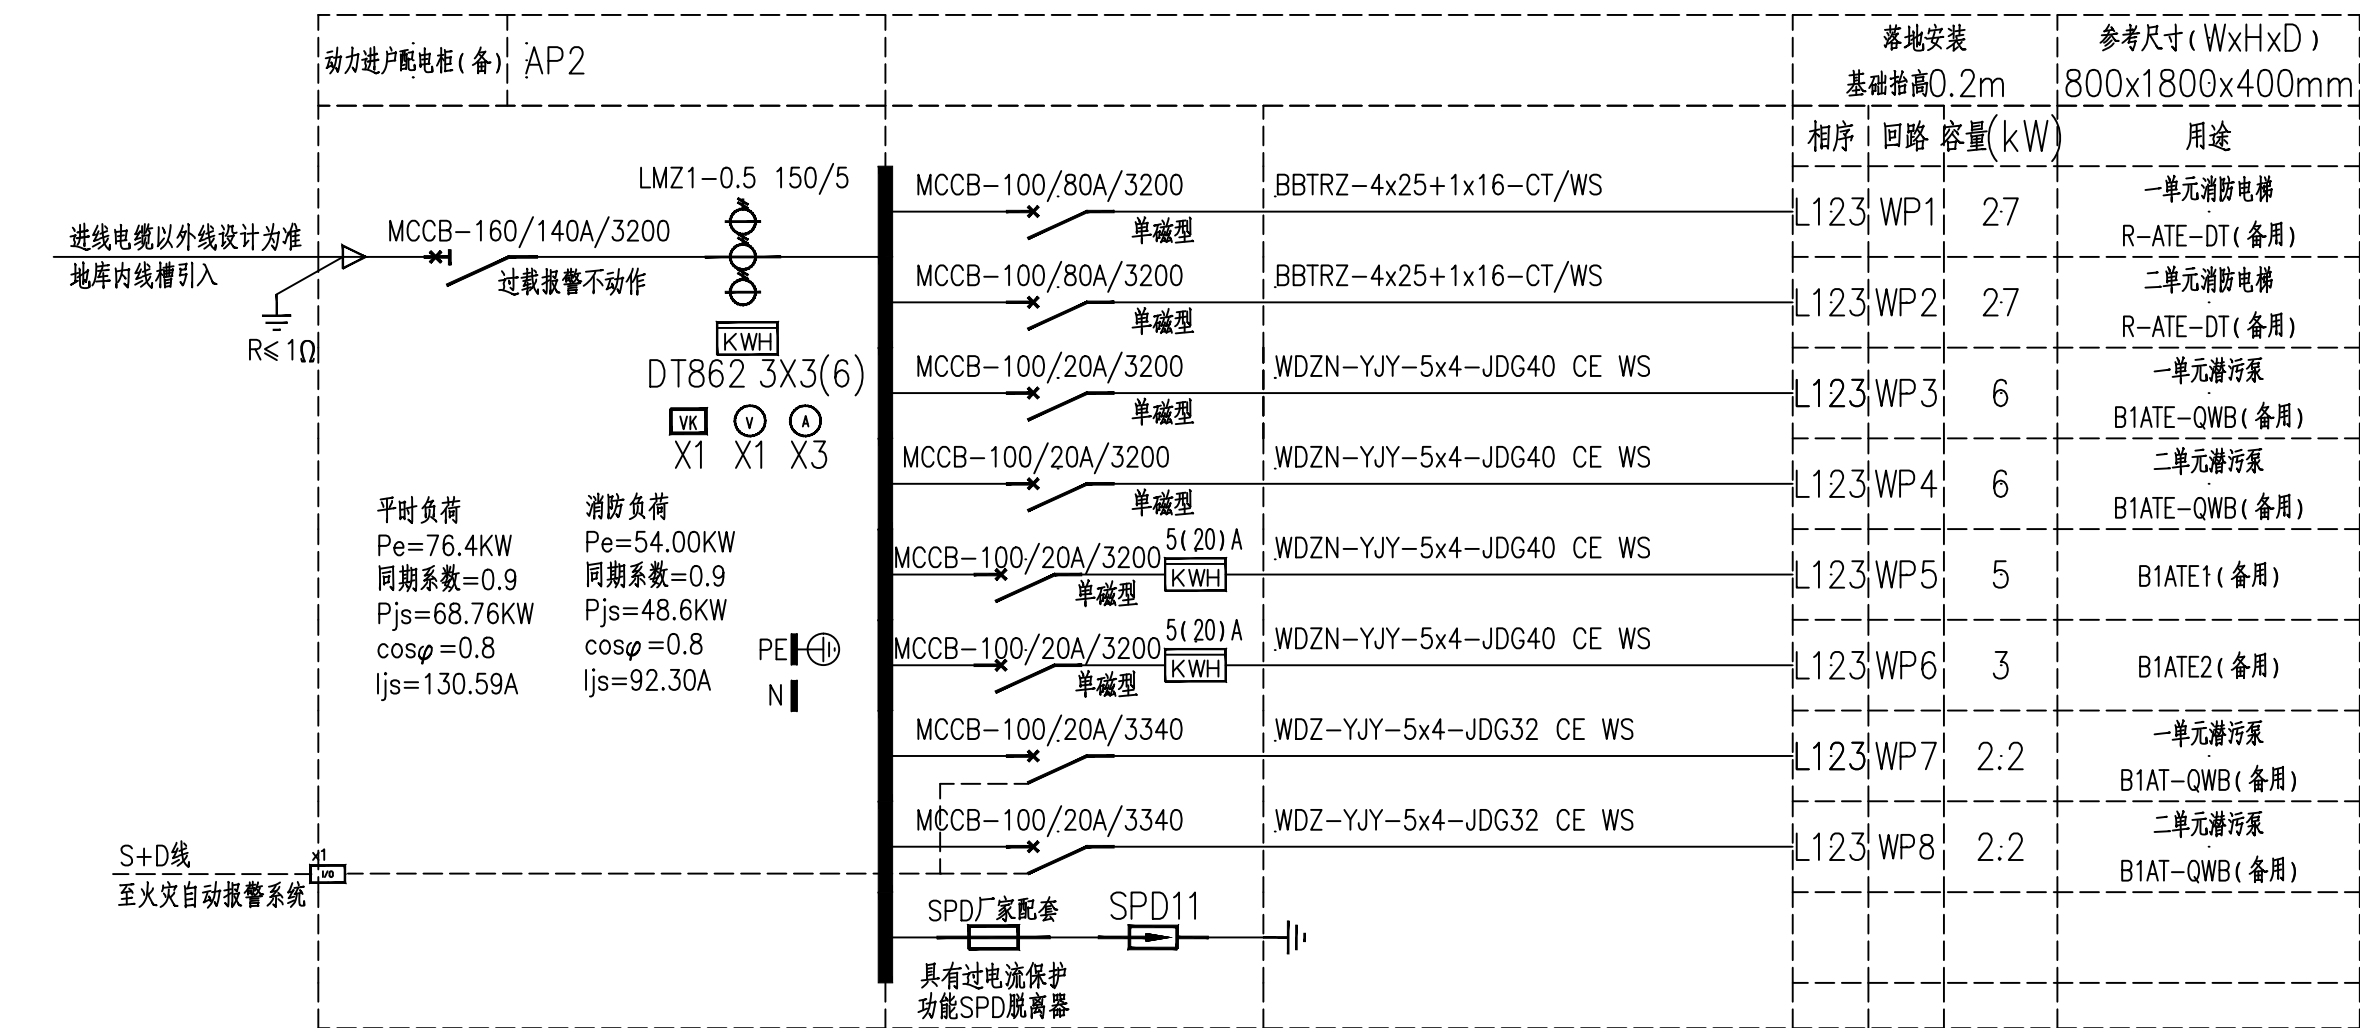 动力进户配电柜(备) AP2
落地安装
基础抬高0.2m
参考尺寸(WxHxD)
800x1800x400mm
相序 回路 容量(kW) 用途
进线电缆以外线设计为准
地库内线槽引入
R≤1Ω
MCCB-160/140A/3200
过载报警不动作
LMZ1-0.5 150/5
KWH
DT862 3X3(6)
VK V A
X1 X1 X3
平时负荷
Pe=76.4KW
同期系数=0.9
Pjs=68.76KW
cosφ=0.8
Ijs=130.59A
消防负荷
Pe=54.00KW
同期系数=0.9
Pjs=48.6KW
cosφ=0.8
Ijs=92.30A
PE
N
S+D线
至火灾自动报警系统
x1
I/O
MCCB-100/80A/3200 BBTRZ-4x25+1x16-CT/WS
单磁型
L123 WP1 27
一单元消防电梯
R-ATE-DT(备用)
MCCB-100/80A/3200 BBTRZ-4x25+1x16-CT/WS
单磁型
L123 WP2 27
二单元消防电梯
R-ATE-DT(备用)
MCCB-100/20A/3200 WDZN-YJY-5x4-JDG40 CE WS
单磁型
L123 WP3 6
一单元潜污泵
B1ATE-QWB(备用)
MCCB-100/20A/3200 WDZN-YJY-5x4-JDG40 CE WS
单磁型
L123 WP4 6
二单元潜污泵
B1ATE-QWB(备用)
MCCB-100/20A/3200 5(20)A WDZN-YJY-5x4-JDG40 CE WS
KWH
单磁型
L123 WP5 5 B1ATE1(备用)
MCCB-100/20A/3200 5(20)A WDZN-YJY-5x4-JDG40 CE WS
KWH
单磁型
L123 WP6 3 B1ATE2(备用)
MCCB-100/20A/3340 WDZ-YJY-5x4-JDG32 CE WS
L123 WP7 2.2
一单元潜污泵
B1AT-QWB(备用)
MCCB-100/20A/3340 WDZ-YJY-5x4-JDG32 CE WS
L123 WP8 2.2
二单元潜污泵
B1AT-QWB(备用)
SPD厂家配套 SPD11
具有过电流保护
功能SPD脱离器